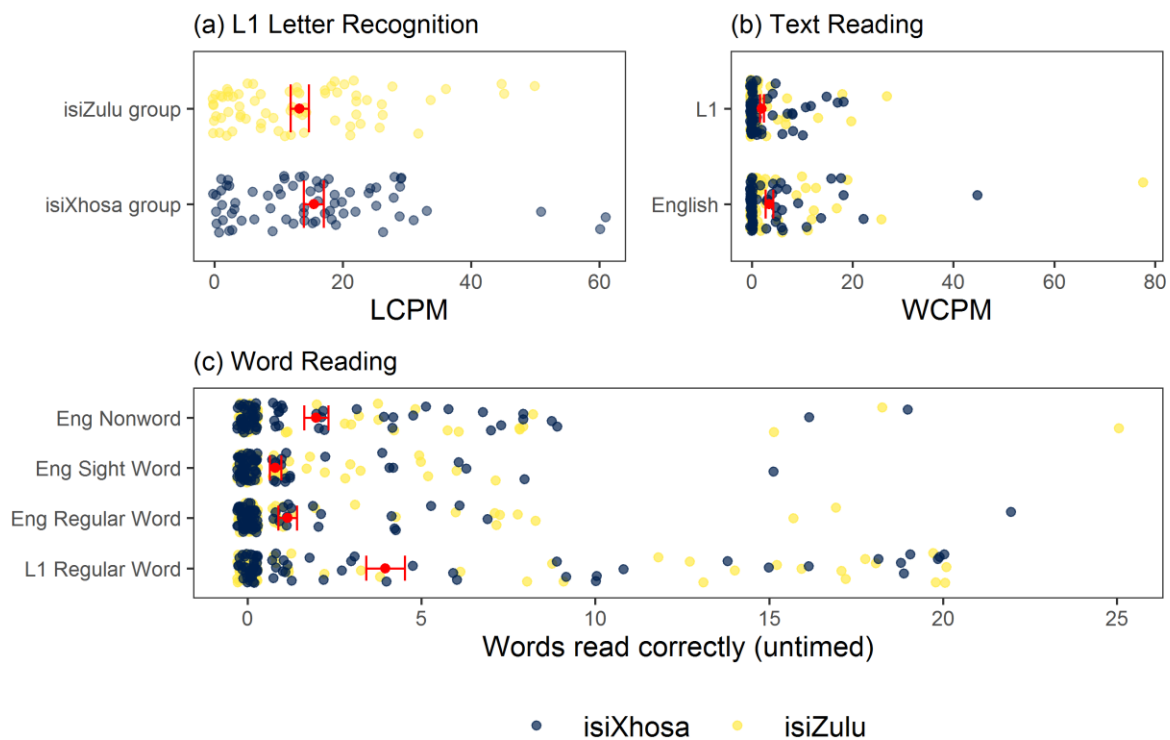 (a) L1 Letter Recognition
isiZulu group
isiXhosa group
0 20 40 60
LCPM
(b) Text Reading
L1
English
0 20 40 60 80
WCPM
(c) Word Reading
Eng Nonword
Eng Sight Word
Eng Regular Word
L1 Regular Word
0 5 10 15 20 25
Words read correctly (untimed)
isiXhosa isiZulu